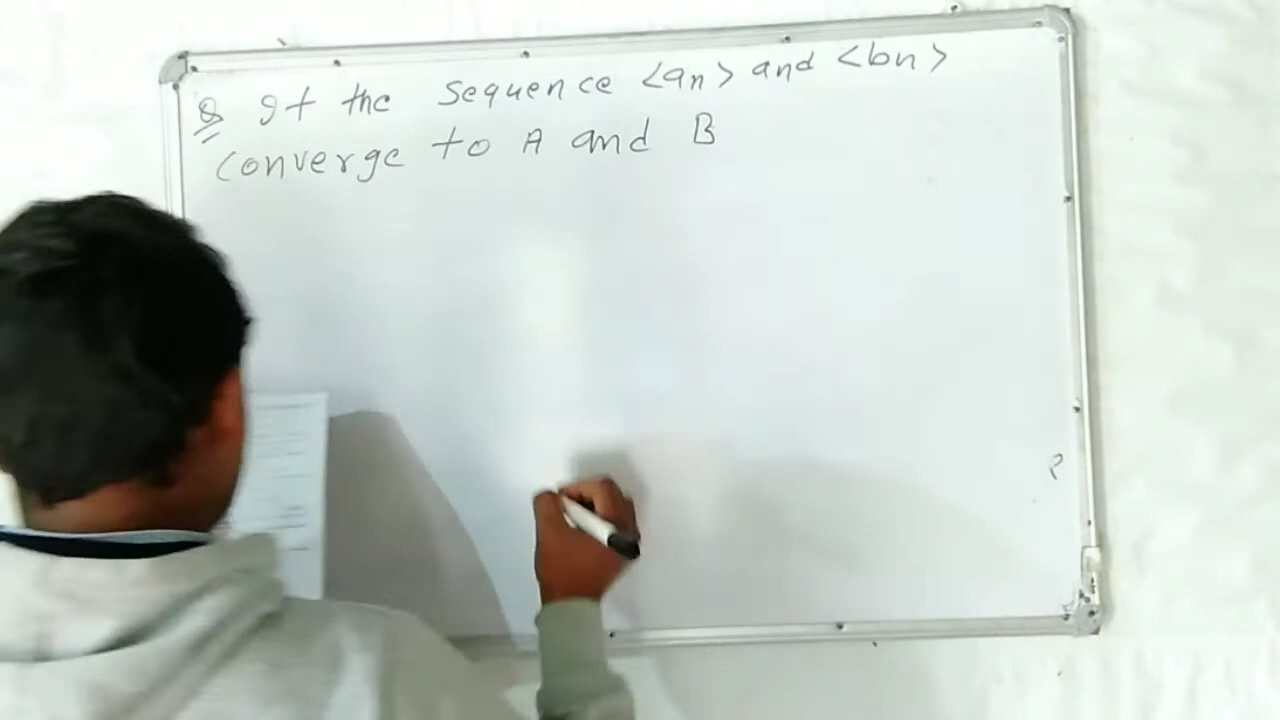 Q If the Sequence <an> and <bn>
Converge to A and B